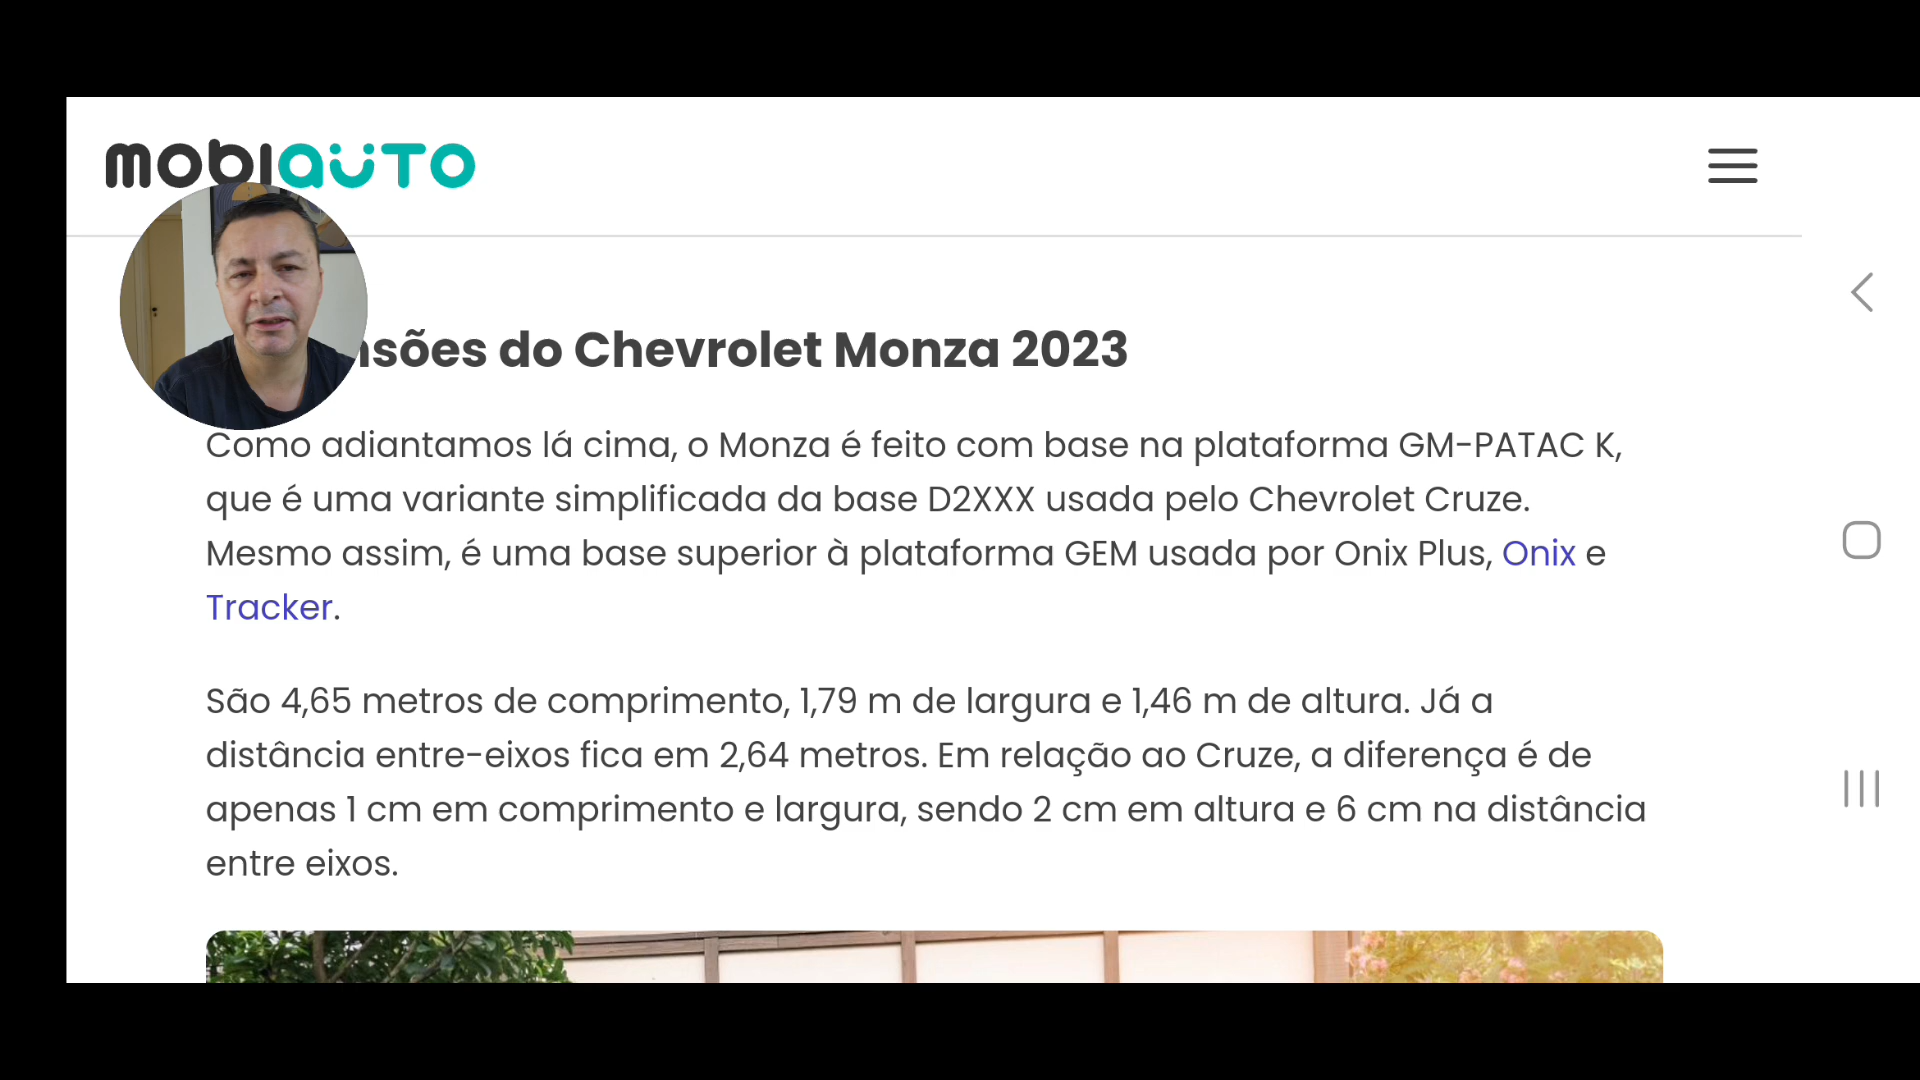 mobiauto
nsões do Chevrolet Monza 2023
Como adiantamos lá cima, o Monza é feito com base na plataforma GM-PATAC K,
que é uma variante simplificada da base D2XXX usada pelo Chevrolet Cruze.
Mesmo assim, é uma base superior à plataforma GEM usada por Onix Plus, Onix e
Tracker.
São 4,65 metros de comprimento, 1,79 m de largura e 1,46 m de altura. Já a
distância entre-eixos fica em 2,64 metros. Em relação ao Cruze, a diferença é de
apenas 1 cm em comprimento e largura, sendo 2 cm em altura e 6 cm na distância
entre eixos.